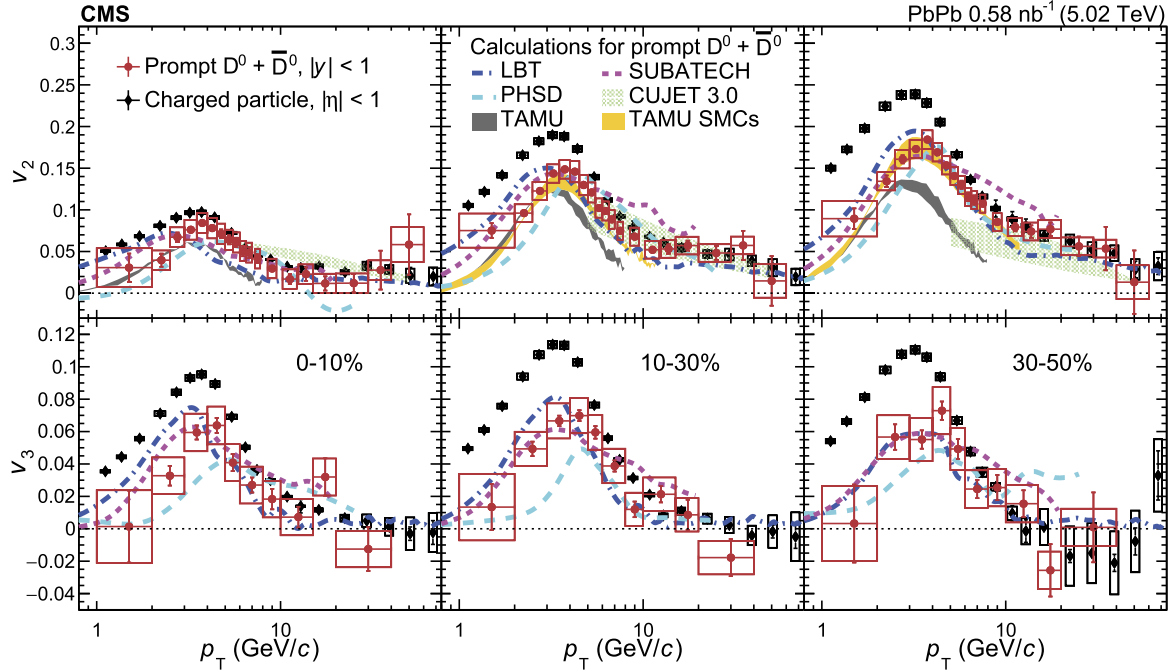 CMS
PbPb 0.58 nb⁻¹ (5.02 TeV)
Prompt D⁰ + D̅⁰, |y| < 1
Charged particle, |η| < 1
Calculations for prompt D⁰ + D̅⁰
LBT
SUBATECH
PHSD
CUJET 3.0
TAMU
TAMU SMCs
v₂
0.3
0.25
0.2
0.15
0.1
0.05
0
v₃
0.12
0.1
0.08
0.06
0.04
0.02
0
−0.02
−0.04
0-10%
10-30%
30-50%
1 10
1 10
1 10
p_T (GeV/c)
p_T (GeV/c)
p_T (GeV/c)